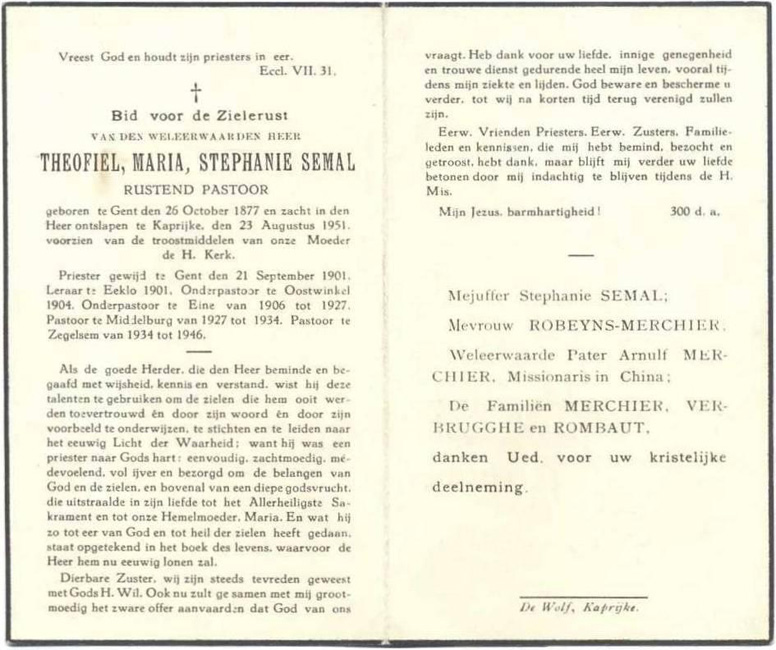 Vreest God en houdt zijn priesters in eer.
Eccl. VII. 31.
Bid voor de Zielerust
VAN DEN WELEERWAARDEN HEER
THEOFIEL, MARIA, STEPHANIE SEMAL
RUSTEND PASTOOR
geboren te Gent den 26 October 1877 en zacht in den
Heer ontslapen te Kaprijke, den 23 Augustus 1951,
voorzien van de troostmiddelen van onze Moeder
de H. Kerk.
Priester gewijd te Gent den 21 September 1901.
Leraar te Eeklo 1901. Onderpastoor te Oostwinkel
1904. Onderpastoor te Eine van 1906 tot 1927.
Pastoor te Middelburg van 1927 tot 1934. Pastoor te
Zegelsem van 1934 tot 1946.
Als de goede Herder, die den Heer beminde en be-
gaafd met wijsheid, kennis en verstand, wist hij deze
talenten te gebruiken om de zielen die hem ooit wer-
den toevertrouwd èn door zijn woord èn door zijn
voorbeeld te onderwijzen, te stichten en te leiden naar
het eeuwig Licht der Waarheid; want hij was een
priester naar Gods hart: eenvoudig, zachtmoedig, me-
devoelend, vol ijver en bezorgd om de belangen van
God en de zielen, en bovenal van een diepe godsvrucht,
die uitstraalde in zijn liefde tot het Allerheiligste Sa-
krament en tot onze Hemelmoeder, Maria. En wat hij
zo tot eer van God en tot heil der zielen heeft gedaan,
staat opgetekend in het boek des levens, waarvoor de
Heer hem nu eeuwig lonen zal.
Dierbare Zuster, wij zijn steeds tevreden geweest
met Gods H. Wil. Ook nu zult ge samen met mij groot-
moedig het zware offer aanvaarden dat God van ons
vraagt. Heb dank voor uw liefde, innige genegenheid
en trouwe dienst gedurende heel mijn leven, vooral tij-
dens mijn ziekte en lijden. God beware en bescherme u
verder, tot wij na korten tijd terug verenigd zullen
zijn.
Eerw. Vrienden Priesters, Eerw. Zusters, Familie-
leden en kennissen, die mij hebt bemind, bezocht en
getroost, hebt dank, maar blijft mij verder uw liefde
betonen door mij indachtig te blijven tijdens de H.
Mis.
Mijn Jezus, barmhartigheid! 300 d. a.
Mejuffer Stephanie SEMAL;
Mevrouw ROBEYNS-MERCHIER,
Weleerwaarde Pater Arnulf MER-
CHIER, Missionaris in China;
De Familiën MERCHIER, VER-
BRUGGHE en ROMBAUT,
danken Ued. voor uw kristelijke
deelneming.
De Wolf, Kaprijke.